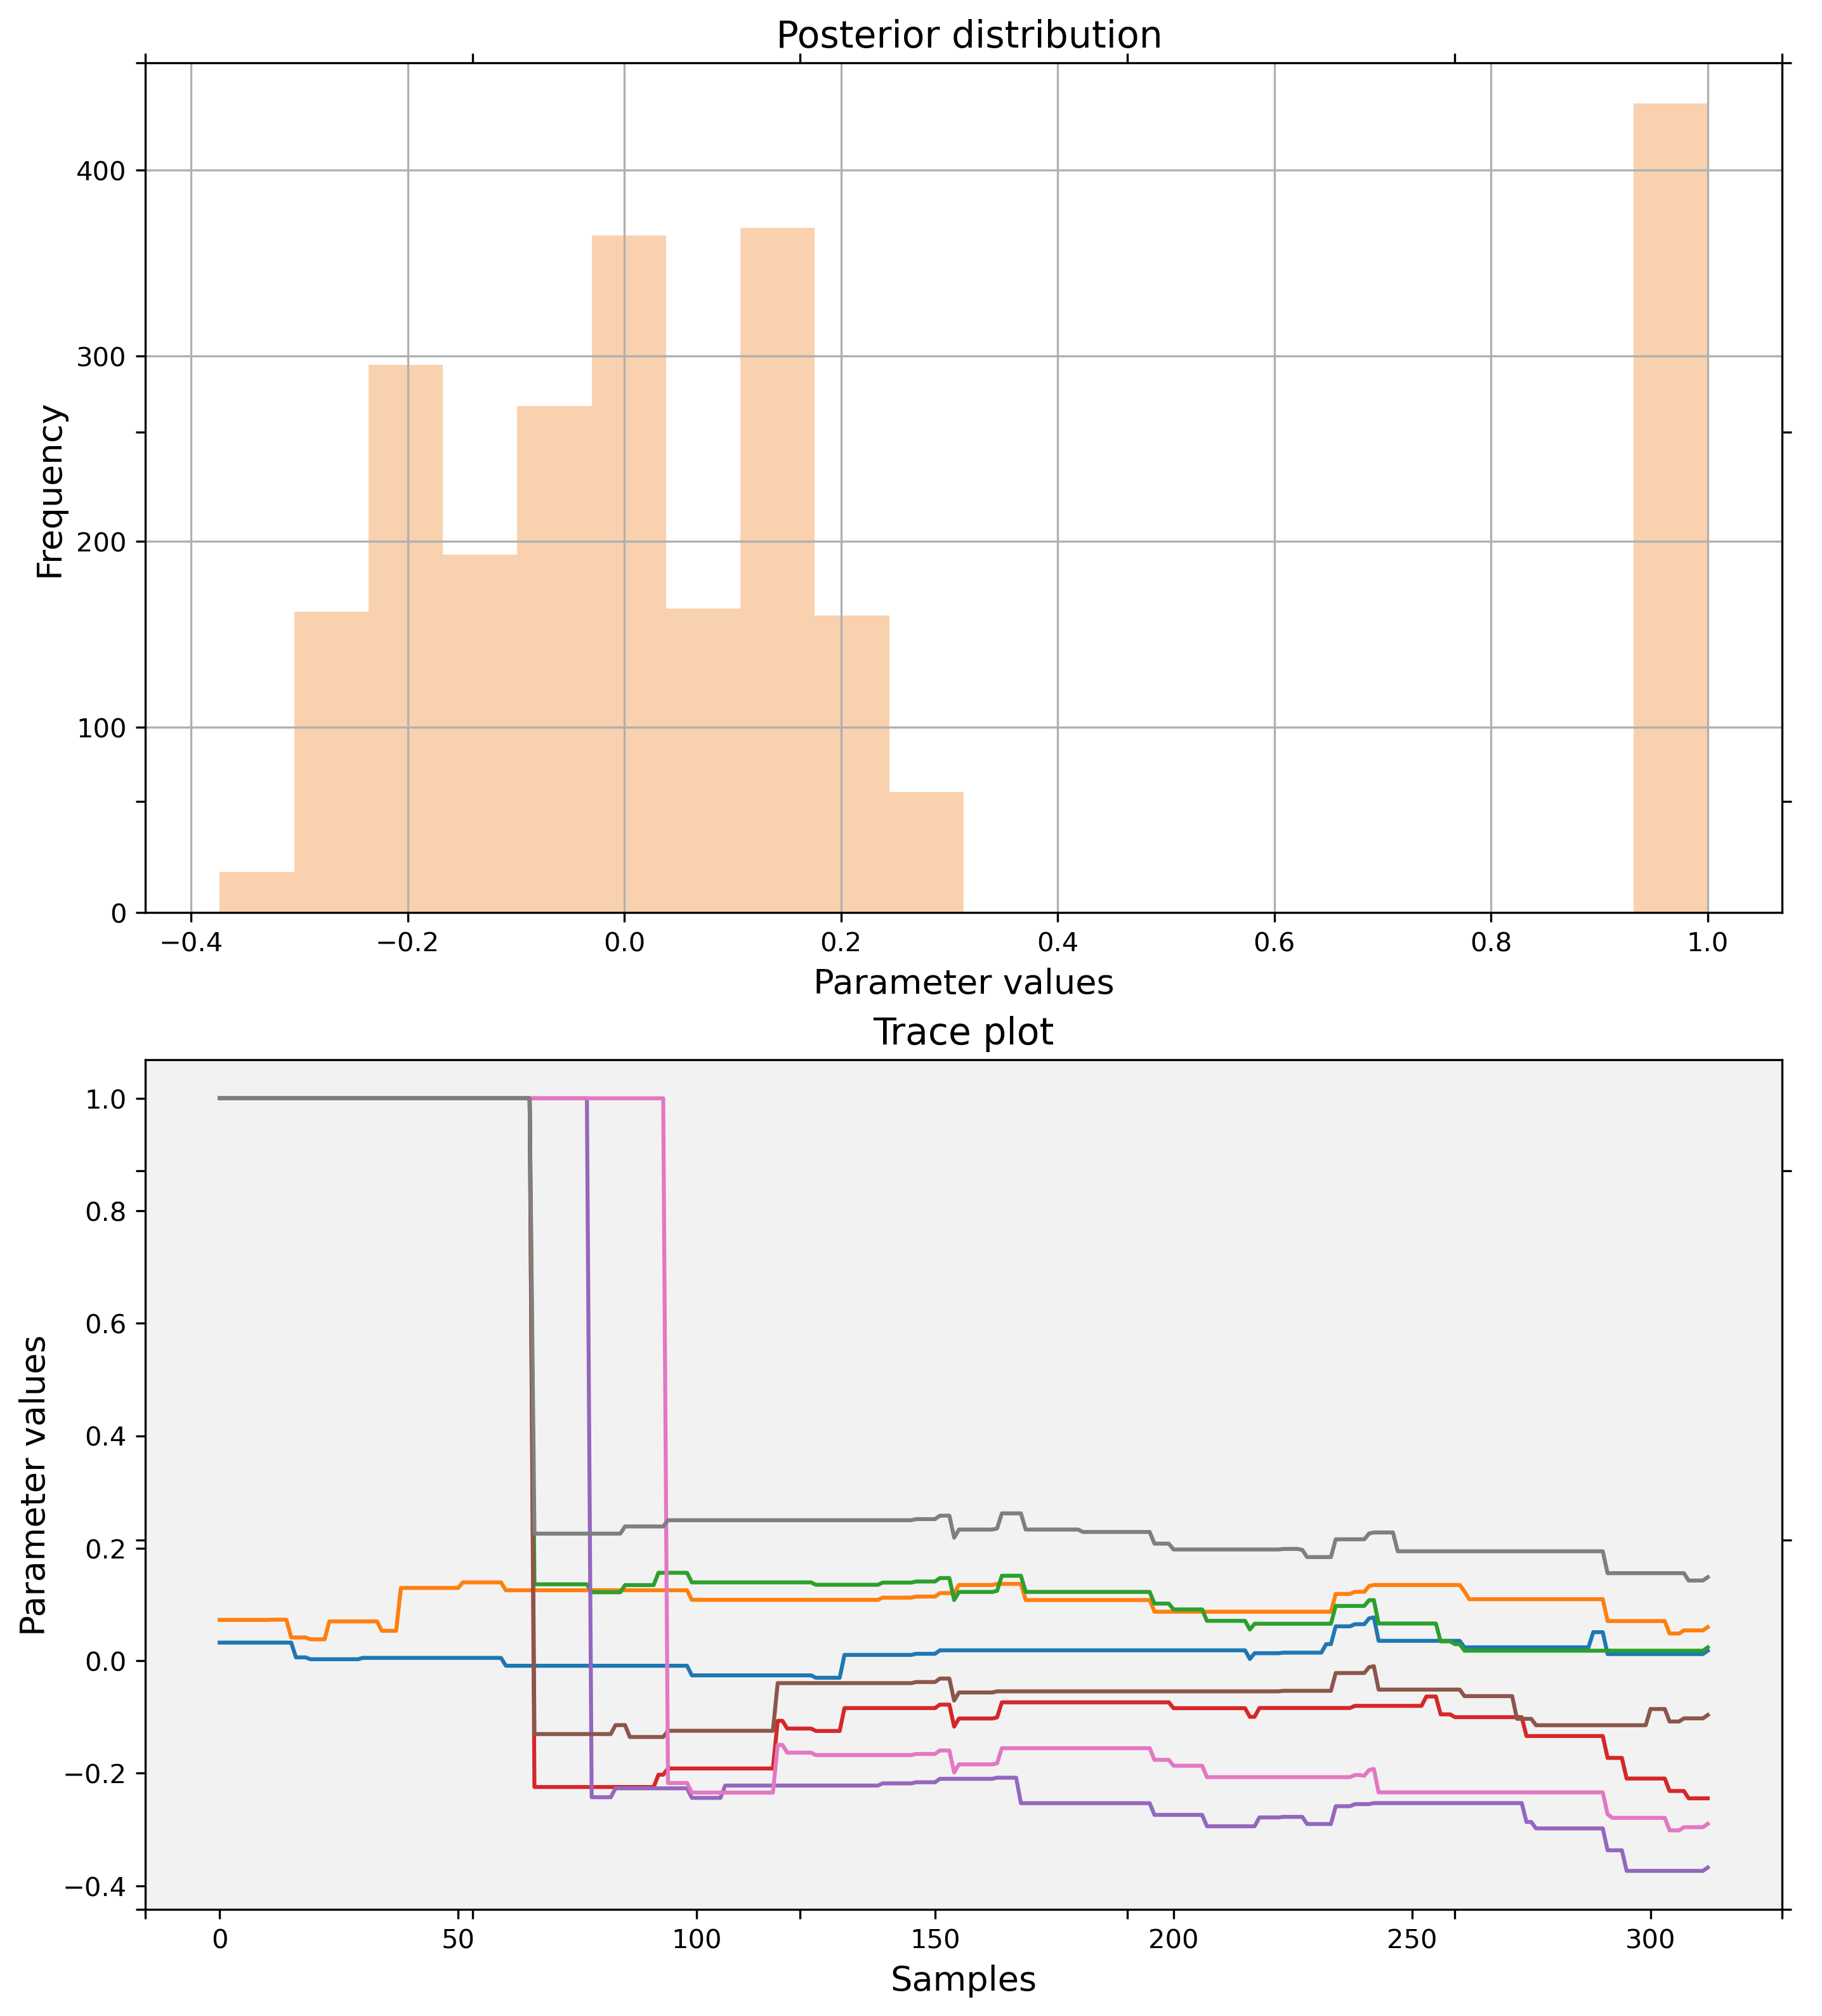 Posterior distribution
400
300
200
100
0
Frequency
−0.4 −0.2 0.0 0.2 0.4 0.6 0.8 1.0
Parameter values
Trace plot
1.0
0.8
0.6
0.4
0.2
0.0
−0.2
−0.4
Parameter values
0 50 100 150 200 250 300
Samples